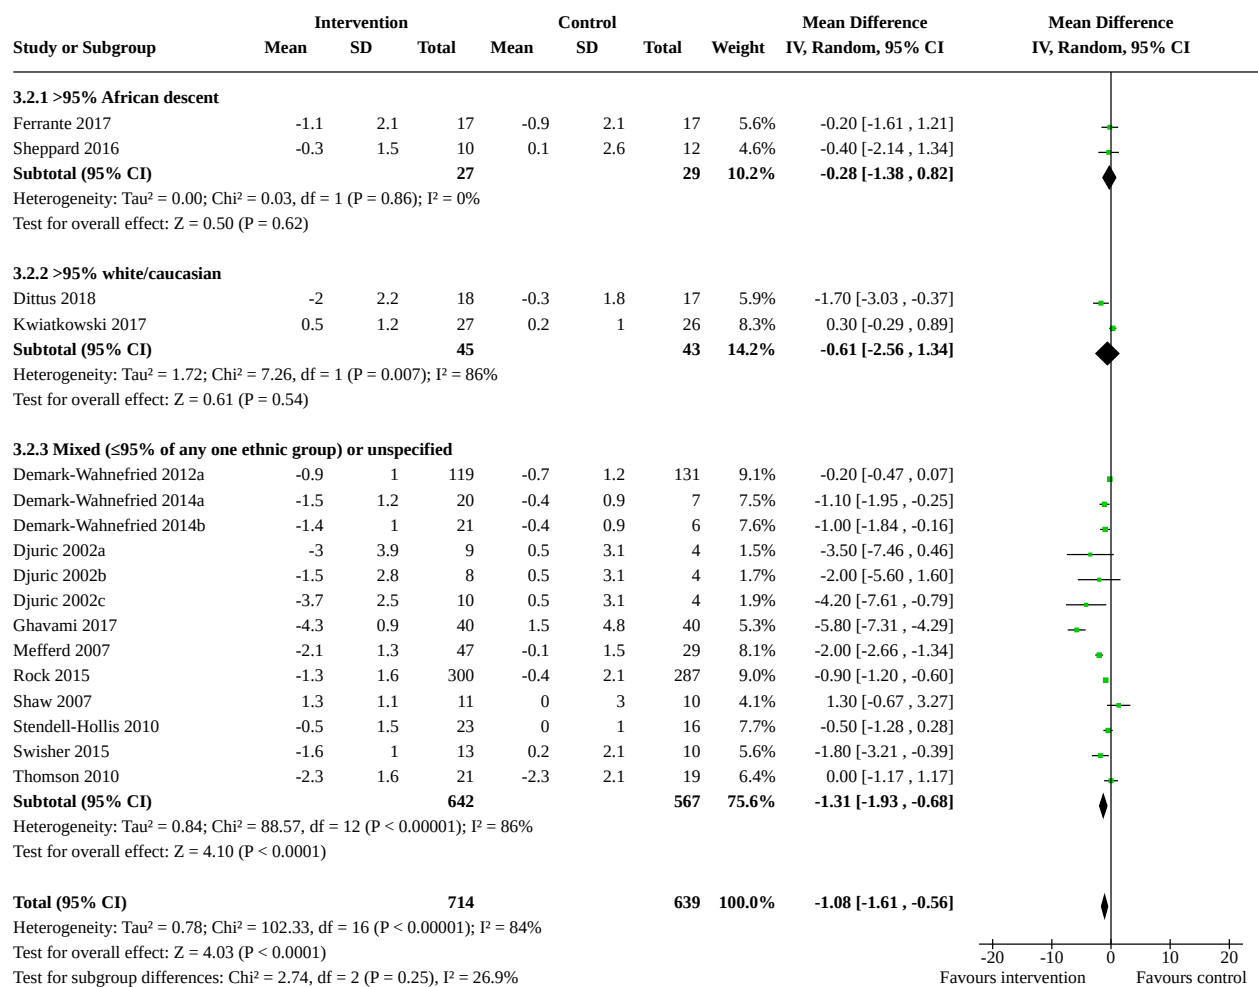 Intervention Control Mean Difference Mean Difference
Study or Subgroup Mean SD Total Mean SD Total Weight IV, Random, 95% CI IV, Random, 95% CI
3.2.1 >95% African descent
Ferrante 2017 -1.1 2.1 17 -0.9 2.1 17 5.6% -0.20 [-1.61 , 1.21]
Sheppard 2016 -0.3 1.5 10 0.1 2.6 12 4.6% -0.40 [-2.14 , 1.34]
Subtotal (95% CI) 27 29 10.2% -0.28 [-1.38 , 0.82]
Heterogeneity: Tau² = 0.00; Chi² = 0.03, df = 1 (P = 0.86); I² = 0%
Test for overall effect: Z = 0.50 (P = 0.62)
3.2.2 >95% white/caucasian
Dittus 2018 -2 2.2 18 -0.3 1.8 17 5.9% -1.70 [-3.03 , -0.37]
Kwiatkowski 2017 0.5 1.2 27 0.2 1 26 8.3% 0.30 [-0.29 , 0.89]
Subtotal (95% CI) 45 43 14.2% -0.61 [-2.56 , 1.34]
Heterogeneity: Tau² = 1.72; Chi² = 7.26, df = 1 (P = 0.007); I² = 86%
Test for overall effect: Z = 0.61 (P = 0.54)
3.2.3 Mixed (≤95% of any one ethnic group) or unspecified
Demark-Wahnefried 2012a -0.9 1 119 -0.7 1.2 131 9.1% -0.20 [-0.47 , 0.07]
Demark-Wahnefried 2014a -1.5 1.2 20 -0.4 0.9 7 7.5% -1.10 [-1.95 , -0.25]
Demark-Wahnefried 2014b -1.4 1 21 -0.4 0.9 6 7.6% -1.00 [-1.84 , -0.16]
Djuric 2002a -3 3.9 9 0.5 3.1 4 1.5% -3.50 [-7.46 , 0.46]
Djuric 2002b -1.5 2.8 8 0.5 3.1 4 1.7% -2.00 [-5.60 , 1.60]
Djuric 2002c -3.7 2.5 10 0.5 3.1 4 1.9% -4.20 [-7.61 , -0.79]
Ghavami 2017 -4.3 0.9 40 1.5 4.8 40 5.3% -5.80 [-7.31 , -4.29]
Mefferd 2007 -2.1 1.3 47 -0.1 1.5 29 8.1% -2.00 [-2.66 , -1.34]
Rock 2015 -1.3 1.6 300 -0.4 2.1 287 9.0% -0.90 [-1.20 , -0.60]
Shaw 2007 1.3 1.1 11 0 3 10 4.1% 1.30 [-0.67 , 3.27]
Stendell-Hollis 2010 -0.5 1.5 23 0 1 16 7.7% -0.50 [-1.28 , 0.28]
Swisher 2015 -1.6 1 13 0.2 2.1 10 5.6% -1.80 [-3.21 , -0.39]
Thomson 2010 -2.3 1.6 21 -2.3 2.1 19 6.4% 0.00 [-1.17 , 1.17]
Subtotal (95% CI) 642 567 75.6% -1.31 [-1.93 , -0.68]
Heterogeneity: Tau² = 0.84; Chi² = 88.57, df = 12 (P < 0.00001); I² = 86%
Test for overall effect: Z = 4.10 (P < 0.0001)
Total (95% CI) 714 639 100.0% -1.08 [-1.61 , -0.56]
Heterogeneity: Tau² = 0.78; Chi² = 102.33, df = 16 (P < 0.00001); I² = 84%
Test for overall effect: Z = 4.03 (P < 0.0001)
Test for subgroup differences: Chi² = 2.74, df = 2 (P = 0.25), I² = 26.9%
-20 -10 0 10 20
Favours intervention Favours control